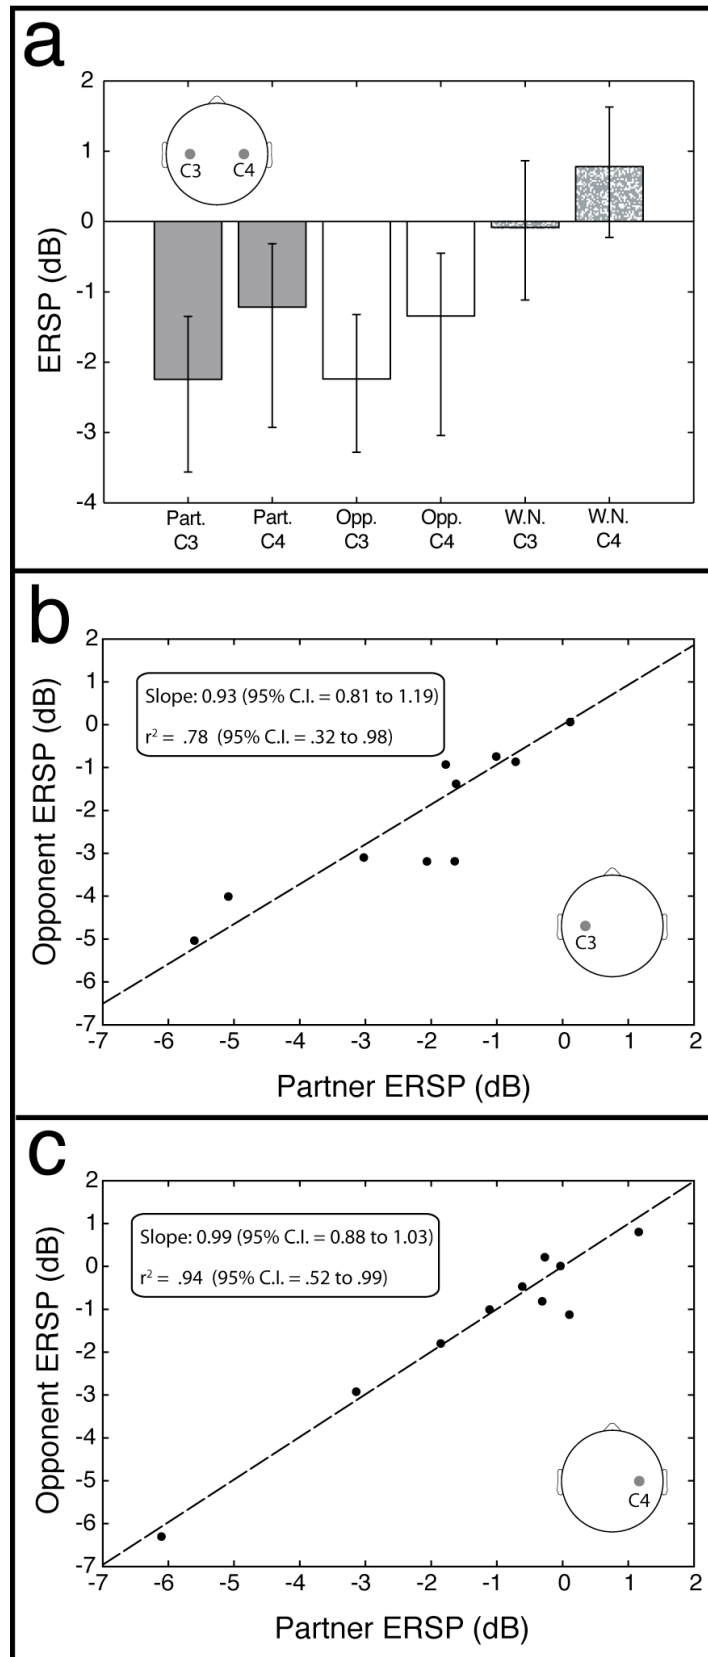 a
2
1
0
-1
-2
-3
-4
ERSP (dB)
C3 C4
Part. Part. Opp. Opp. W.N. W.N.
C3 C4 C3 C4 C3 C4
b
2
1
0
-1
-2
-3
-4
-5
-6
-7
Opponent ERSP (dB)
Slope: 0.93 (95% C.I. = 0.81 to 1.19)
r² = .78 (95% C.I. = .32 to .98)
C3
-7 -6 -5 -4 -3 -2 -1 0 1 2
Partner ERSP (dB)
c
2
1
0
-1
-2
-3
-4
-5
-6
-7
Opponent ERSP (dB)
Slope: 0.99 (95% C.I. = 0.88 to 1.03)
r² = .94 (95% C.I. = .52 to .99)
C4
-7 -6 -5 -4 -3 -2 -1 0 1 2
Partner ERSP (dB)